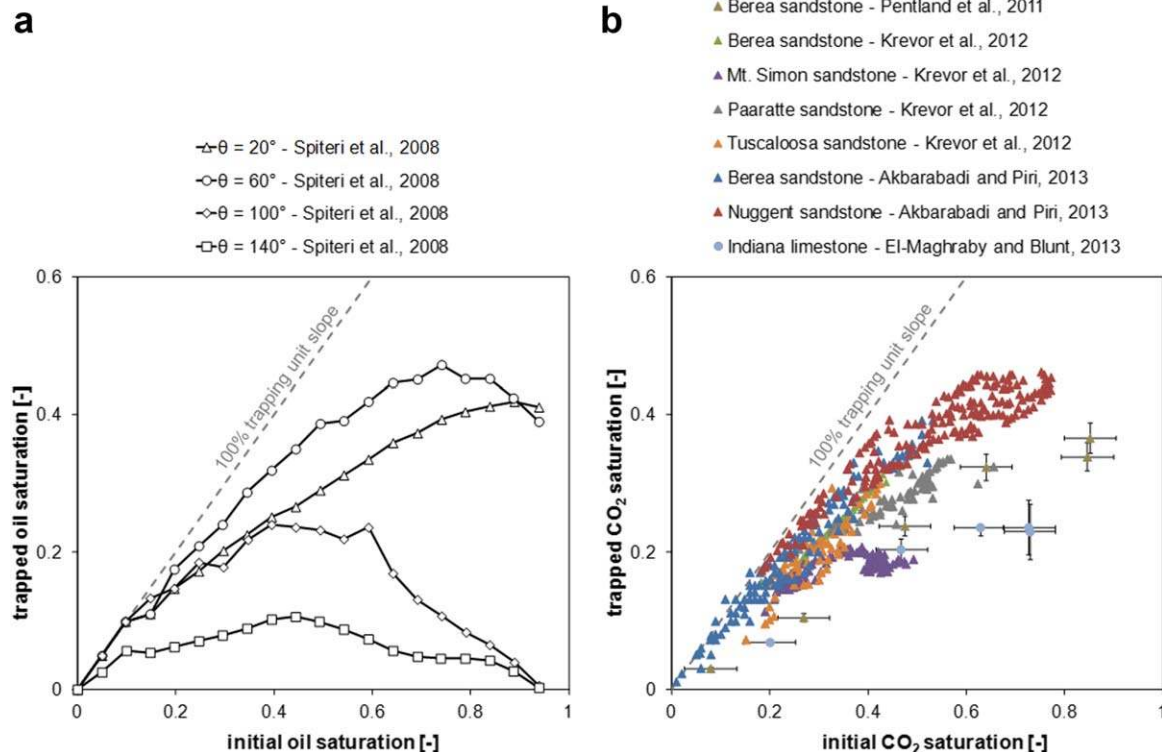 a
θ = 20° - Spiteri et al., 2008
θ = 60° - Spiteri et al., 2008
θ = 100° - Spiteri et al., 2008
θ = 140° - Spiteri et al., 2008
0.6
0.4
0.2
0
trapped oil saturation [-]
100% trapping unit slope
0
0.2
0.4
0.6
0.8
1
initial oil saturation [-]
b
Berea sandstone - Pentland et al., 2011
Berea sandstone - Krevor et al., 2012
Mt. Simon sandstone - Krevor et al., 2012
Paaratte sandstone - Krevor et al., 2012
Tuscaloosa sandstone - Krevor et al., 2012
Berea sandstone - Akbarabadi and Piri, 2013
Nuggent sandstone - Akbarabadi and Piri, 2013
Indiana limestone - El-Maghraby and Blunt, 2013
0.6
0.4
0.2
0
trapped CO₂ saturation [-]
100% trapping unit slope
0
0.2
0.4
0.6
0.8
1
initial CO₂ saturation [-]